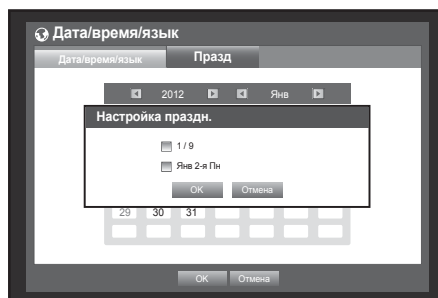 Дата/время/язык
Дата/время/язык Празд
2012 Янв
Настройка праздн.
1 / 9
Янв 2-я Пн
OK Отмена
29 30 31
OK Отмена